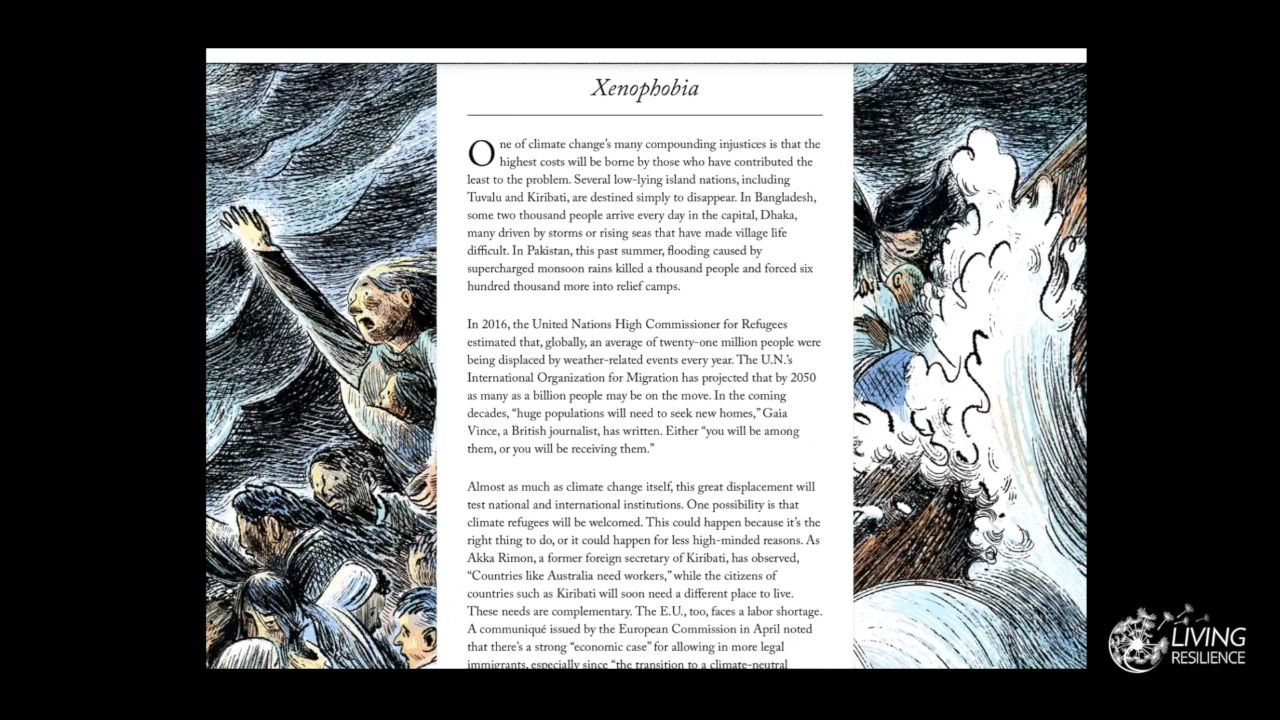 Xenophobia
One of climate change’s many compounding injustices is that the
highest costs will be borne by those who have contributed the
least to the problem. Several low-lying island nations, including
Tuvalu and Kiribati, are destined simply to disappear. In Bangladesh,
some two thousand people arrive every day in the capital, Dhaka,
many driven by storms or rising seas that have made village life
difficult. In Pakistan, this past summer, flooding caused by
supercharged monsoon rains killed a thousand people and forced six
hundred thousand more into relief camps.
In 2016, the United Nations High Commissioner for Refugees
estimated that, globally, an average of twenty-one million people were
being displaced by weather-related events every year. The U.N.’s
International Organization for Migration has projected that by 2050
as many as a billion people may be on the move. In the coming
decades, “huge populations will need to seek new homes,” Gaia
Vince, a British journalist, has written. Either “you will be among
them, or you will be receiving them.”
Almost as much as climate change itself, this great displacement will
test national and international institutions. One possibility is that
climate refugees will be welcomed. This could happen because it’s the
right thing to do, or it could happen for less high-minded reasons. As
Akka Rimon, a former foreign secretary of Kiribati, has observed,
“Countries like Australia need workers,” while the citizens of
countries such as Kiribati will soon need a different place to live.
These needs are complementary. The E.U., too, faces a labor shortage.
A communiqué issued by the European Commission in April noted
that there’s a strong “economic case” for allowing in more legal
immigrants, especially since “the transition to a climate-neutral
LIVING
RESILIENCE